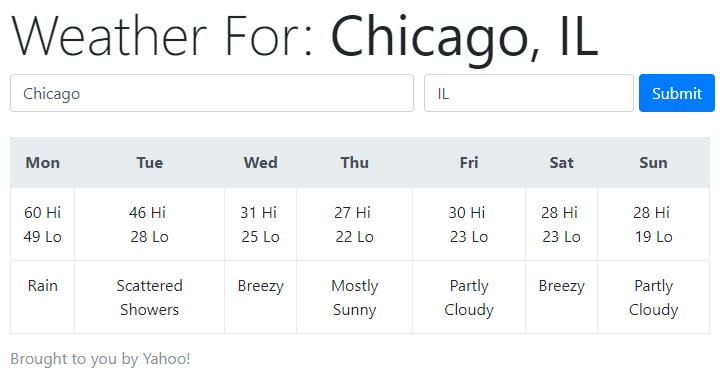 Weather For: Chicago, IL
Chicago IL Submit
Mon Tue Wed Thu Fri Sat Sun
60 Hi 46 Hi 31 Hi 27 Hi 30 Hi 28 Hi 28 Hi
49 Lo 28 Lo 25 Lo 22 Lo 23 Lo 23 Lo 19 Lo
Rain Scattered Breezy Mostly Partly Breezy Partly
Showers Sunny Cloudy Cloudy
Brought to you by Yahoo!